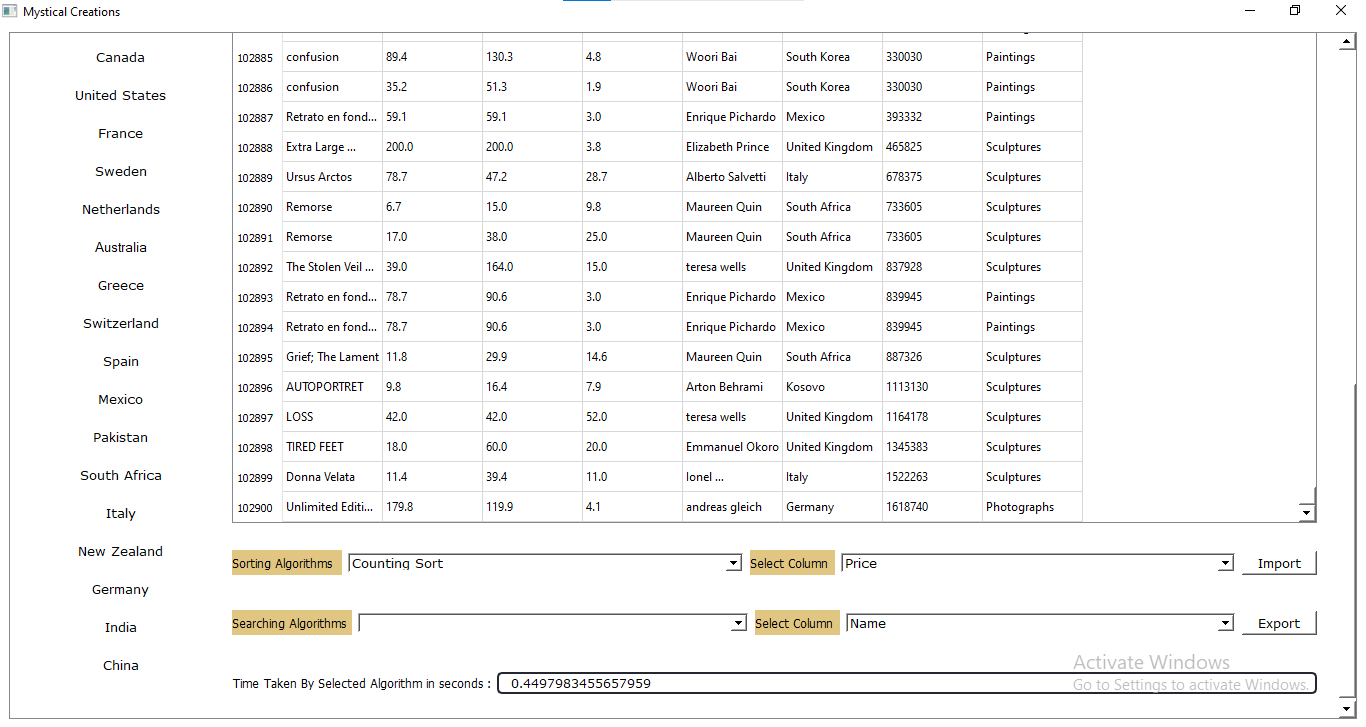 Mystical Creations
Canada
United States
France
Sweden
Netherlands
Australia
Greece
Switzerland
Spain
Mexico
Pakistan
South Africa
Italy
New Zealand
Germany
India
China
102885 confusion 89.4 130.3 4.8 Woori Bai South Korea 330030 Paintings
102886 confusion 35.2 51.3 1.9 Woori Bai South Korea 330030 Paintings
102887 Retrato en fond... 59.1 59.1 3.0 Enrique Pichardo Mexico 393332 Paintings
102888 Extra Large ... 200.0 200.0 3.8 Elizabeth Prince United Kingdom 465825 Sculptures
102889 Ursus Arctos 78.7 47.2 28.7 Alberto Salvetti Italy 678375 Sculptures
102890 Remorse 6.7 15.0 9.8 Maureen Quin South Africa 733605 Sculptures
102891 Remorse 17.0 38.0 25.0 Maureen Quin South Africa 733605 Sculptures
102892 The Stolen Veil ... 39.0 164.0 15.0 teresa wells United Kingdom 837928 Sculptures
102893 Retrato en fond... 78.7 90.6 3.0 Enrique Pichardo Mexico 839945 Paintings
102894 Retrato en fond... 78.7 90.6 3.0 Enrique Pichardo Mexico 839945 Paintings
102895 Grief; The Lament 11.8 29.9 14.6 Maureen Quin South Africa 887326 Sculptures
102896 AUTOPORTRET 9.8 16.4 7.9 Arton Behrami Kosovo 1113130 Sculptures
102897 LOSS 42.0 42.0 52.0 teresa wells United Kingdom 1164178 Sculptures
102898 TIRED FEET 18.0 60.0 20.0 Emmanuel Okoro United Kingdom 1345383 Sculptures
102899 Donna Velata 11.4 39.4 11.0 Ionel ... Italy 1522263 Sculptures
102900 Unlimited Editi... 179.8 119.9 4.1 andreas gleich Germany 1618740 Photographs
Sorting Algorithms Counting Sort Select Column Price Import
Searching Algorithms Select Column Name Export
Time Taken By Selected Algorithm in seconds : 0.4497983455657959
Activate Windows
Go to Settings to activate Windows.